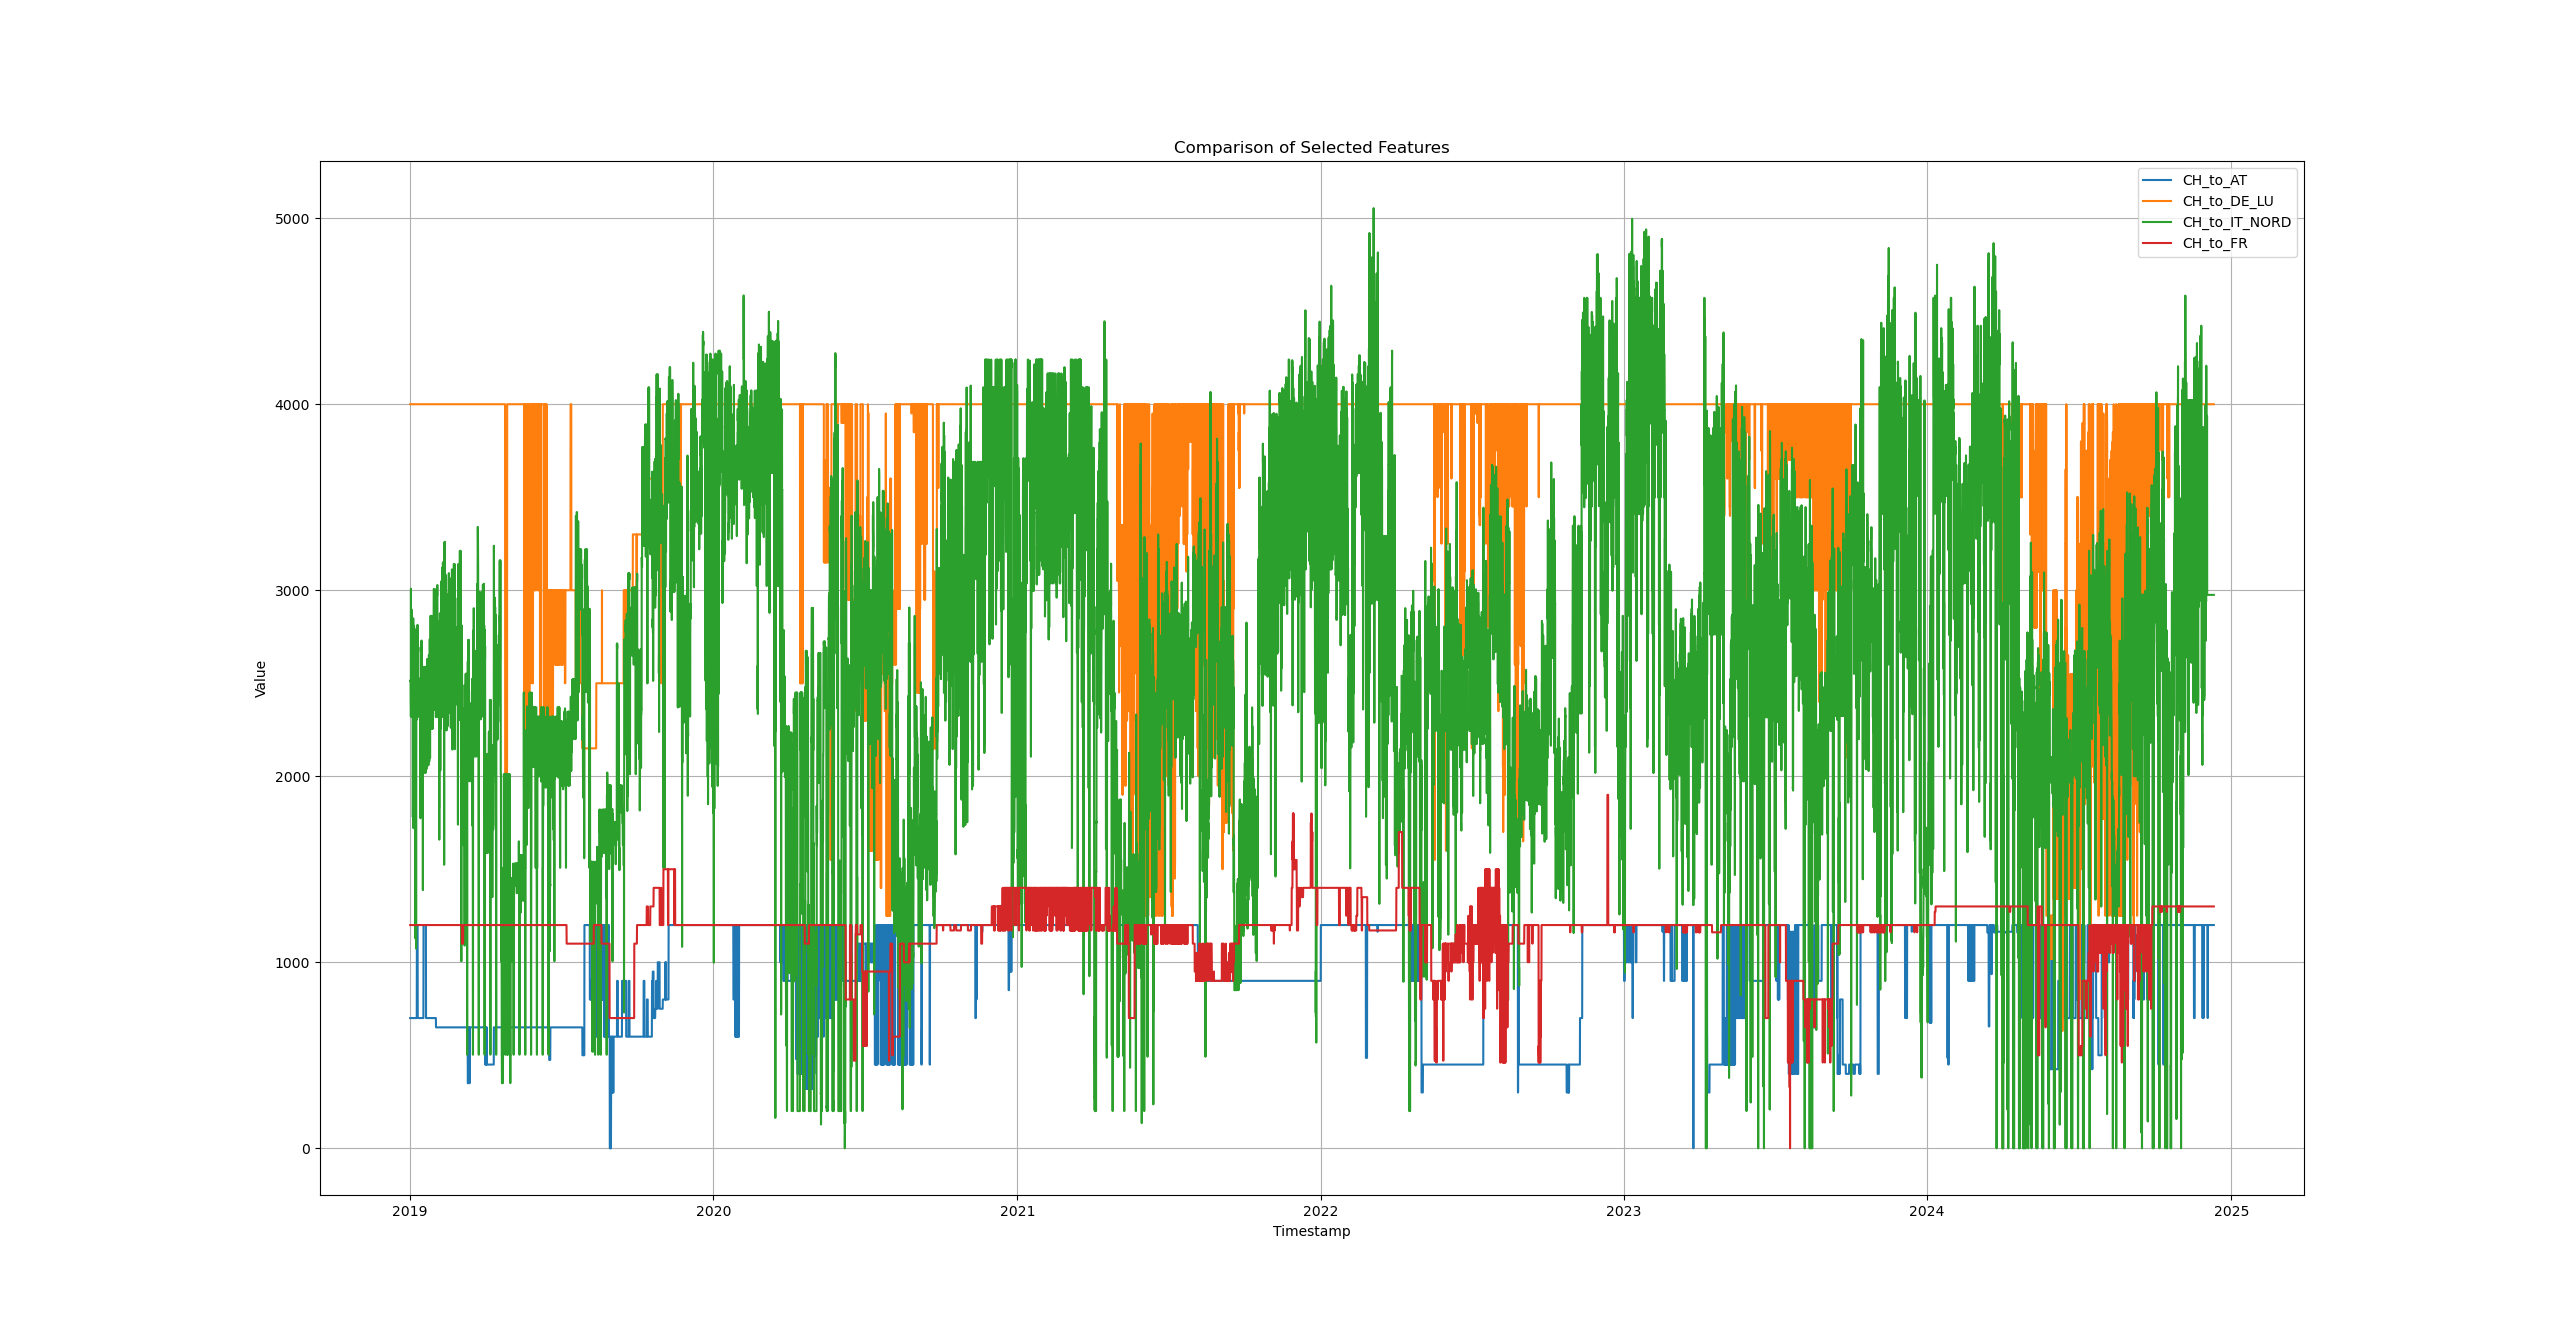 Comparison of Selected Features
CH_to_AT
CH_to_DE_LU
CH_to_IT_NORD
CH_to_FR
5000
4000
3000
2000
1000
0
Value
2019 2020 2021 2022 2023 2024 2025
Timestamp